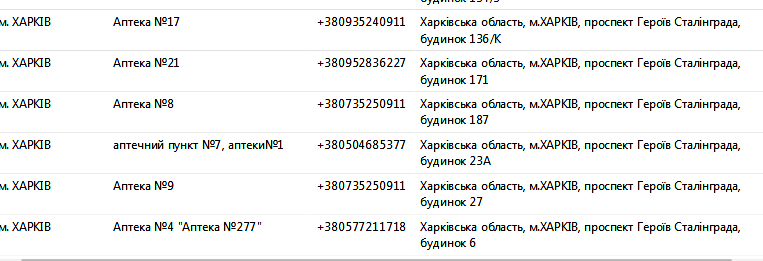 м. ХАРКІВ Аптека №17 +380935240911 Харківська область, м.ХАРКІВ, проспект Героїв Сталінграда,
будинок 136/К
м. ХАРКІВ Аптека №21 +380952836227 Харківська область, м.ХАРКІВ, проспект Героїв Сталінграда,
будинок 171
м. ХАРКІВ Аптека №8 +380735250911 Харківська область, м.ХАРКІВ, проспект Героїв Сталінграда,
будинок 187
м. ХАРКІВ аптечний пункт №7, аптеки№1 +380504685377 Харківська область, м.ХАРКІВ, проспект Героїв Сталінграда,
будинок 23А
м. ХАРКІВ Аптека №9 +380735250911 Харківська область, м.ХАРКІВ, проспект Героїв Сталінграда,
будинок 27
м. ХАРКІВ Аптека №4 "Аптека №277" +380577211718 Харківська область, м.ХАРКІВ, проспект Героїв Сталінграда,
будинок 6